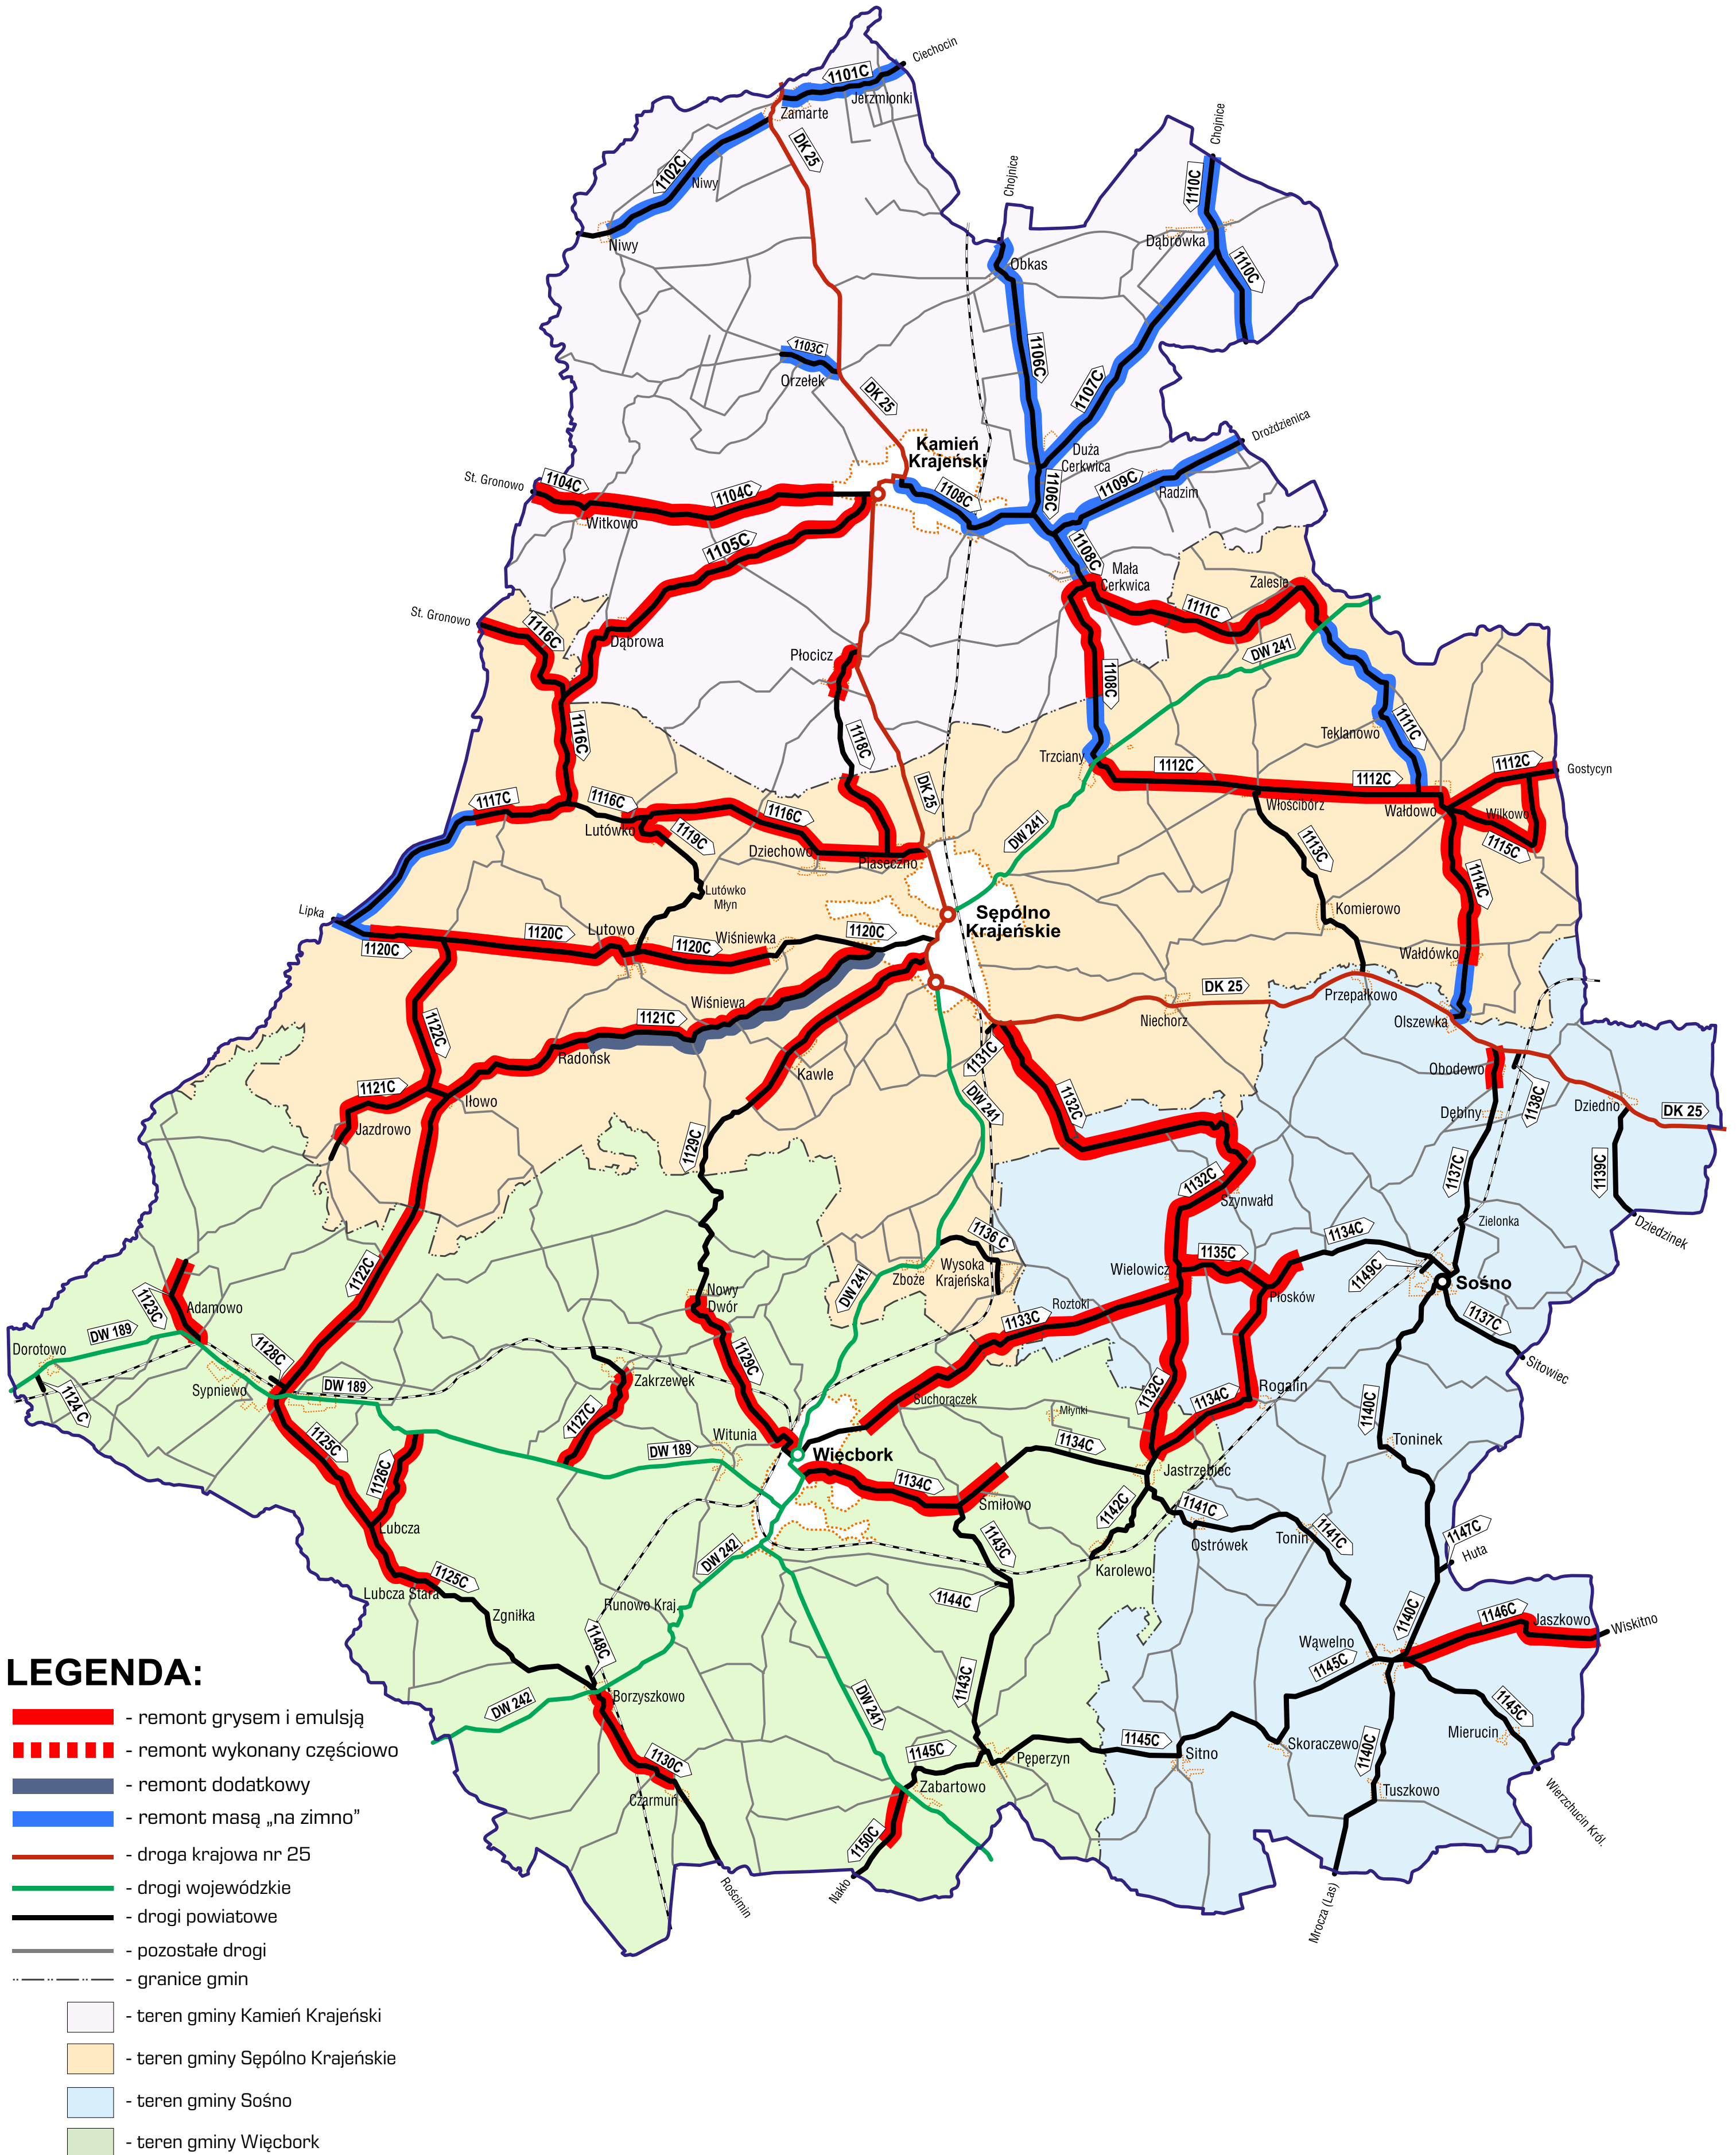 Ciechocin
1101C
Jerzmionki
Zamarte
DK 25
1102C
Niwy
Niwy
Chojnice
Chojnice
1110C
Dąbrówka
1110C
Obkas
1106C
1107C
1103C
Orzełek
DK 25
Kamień
Krajeński
Duża
Cerkwica
Drożdzienica
1106C
1109C
Radzim
1108C
St. Gronowo
1104C
1104C
Witkowo
1105C
1108C
Mała
Cerkwica
Zalesie
1111C
St. Gronowo
1116C
Dąbrowa
Płocicz
DW 241
1108C
1116C
1118C
Teklanowo
1111C
Trzciany
1112C
1112C
1112C
Gostycyn
DK 25
1117C
1116C
Lutówko
1116C
1119C
Dziechowo
Piaseczno
DW 241
Włościbórz
Wałdowo
Wilkowo
1115C
1113C
1114C
Lutówko
Młyn
Lipka
1120C
1120C
Lutowo
1120C
Wiśniewka
1120C
Sępólno
Krajeńskie
Komierowo
Wałdówko
Wiśniewa
1121C
Radońsk
1122C
DK 25
Niechorz
Przepałkowo
Olszewka
Kawle
1131C
1121C
Iłowo
Jazdrowo
DW 241
1132C
Obodowo
1138C
Dębiny
Dziedno
DK 25
1129C
1137C
1139C
1132C
Szynwałd
Zielonka
Dziedzinek
1136 C
Wysoka
Krajeńska
Zboże
1134C
1135C
Wielowicz
1149C
Sośno
Płosków
1122C
1123C
Adamowo
DW 189
Dorotowo
1124 C
Sypniewo
1128C
DW 189
Nowy
Dwór
DW 241
Roztoki
1133C
1137C
Sitowiec
1129C
Zakrzewek
1127C
Suchorączek
Młynki
1132C
1134C
Rogalin
1140C
Toninek
1125C
1126C
Witunia
DW 189
Więcbork
1134C
1134C
Jastrzębiec
Śmiłowo
1142C
1141C
Ostrówek
Tonin
1141C
1147C
Huta
Lubcza
1143C
Karolewo
DW 242
1125C
Lubcza Stara
Zgniłka
Runowo Kraj.
1144C
1140C
1146C
Jaszkowo
Wiskitno
1148C
Wąwelno
1145C
Borzyszkowo
DW 242
1143C
DW 241
1145C
Mierucin
1145C
Pęperzyn
1145C
Sitno
Skoraczewo
1140C
Tuszkowo
Wierzchucin Król.
1130C
Czarmuń
Zabartowo
1150C
Nakło
Rościmin
Mrocza (Las)
LEGENDA:
- remont grysem i emulsją
- remont wykonany częściowo
- remont dodatkowy
- remont masą „na zimno”
- droga krajowa nr 25
- drogi wojewódzkie
- drogi powiatowe
- pozostałe drogi
- granice gmin
- teren gminy Kamień Krajeński
- teren gminy Sępólno Krajeńskie
- teren gminy Sośno
- teren gminy Więcbork